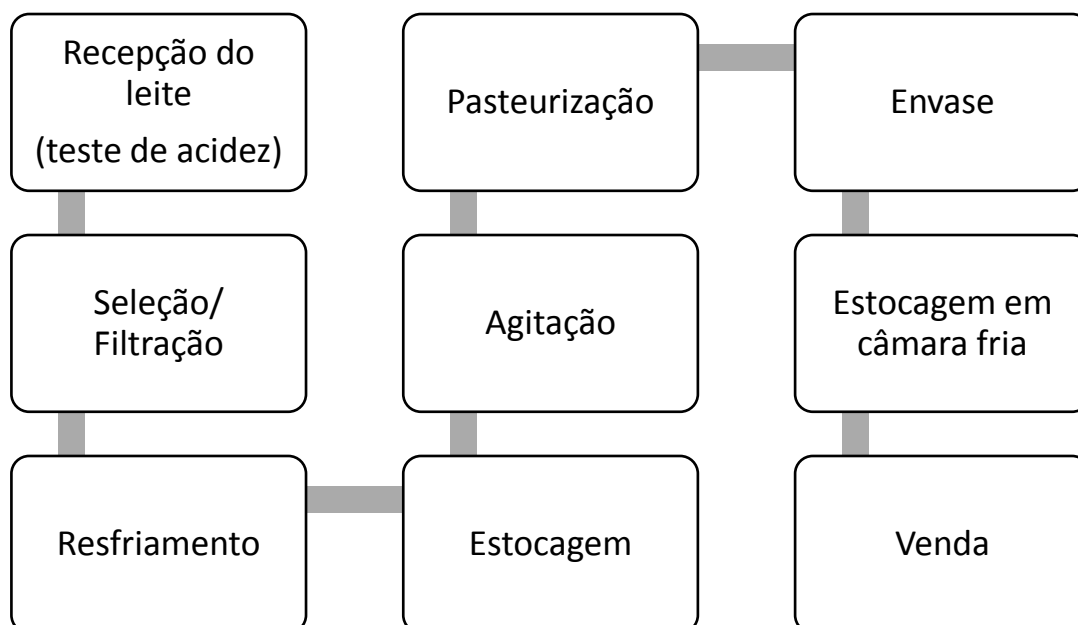 Recepção do
leite
(teste de acidez)
Seleção/
Filtração
Resfriamento
Estocagem
Agitação
Pasteurização
Envase
Estocagem em
câmara fria
Venda